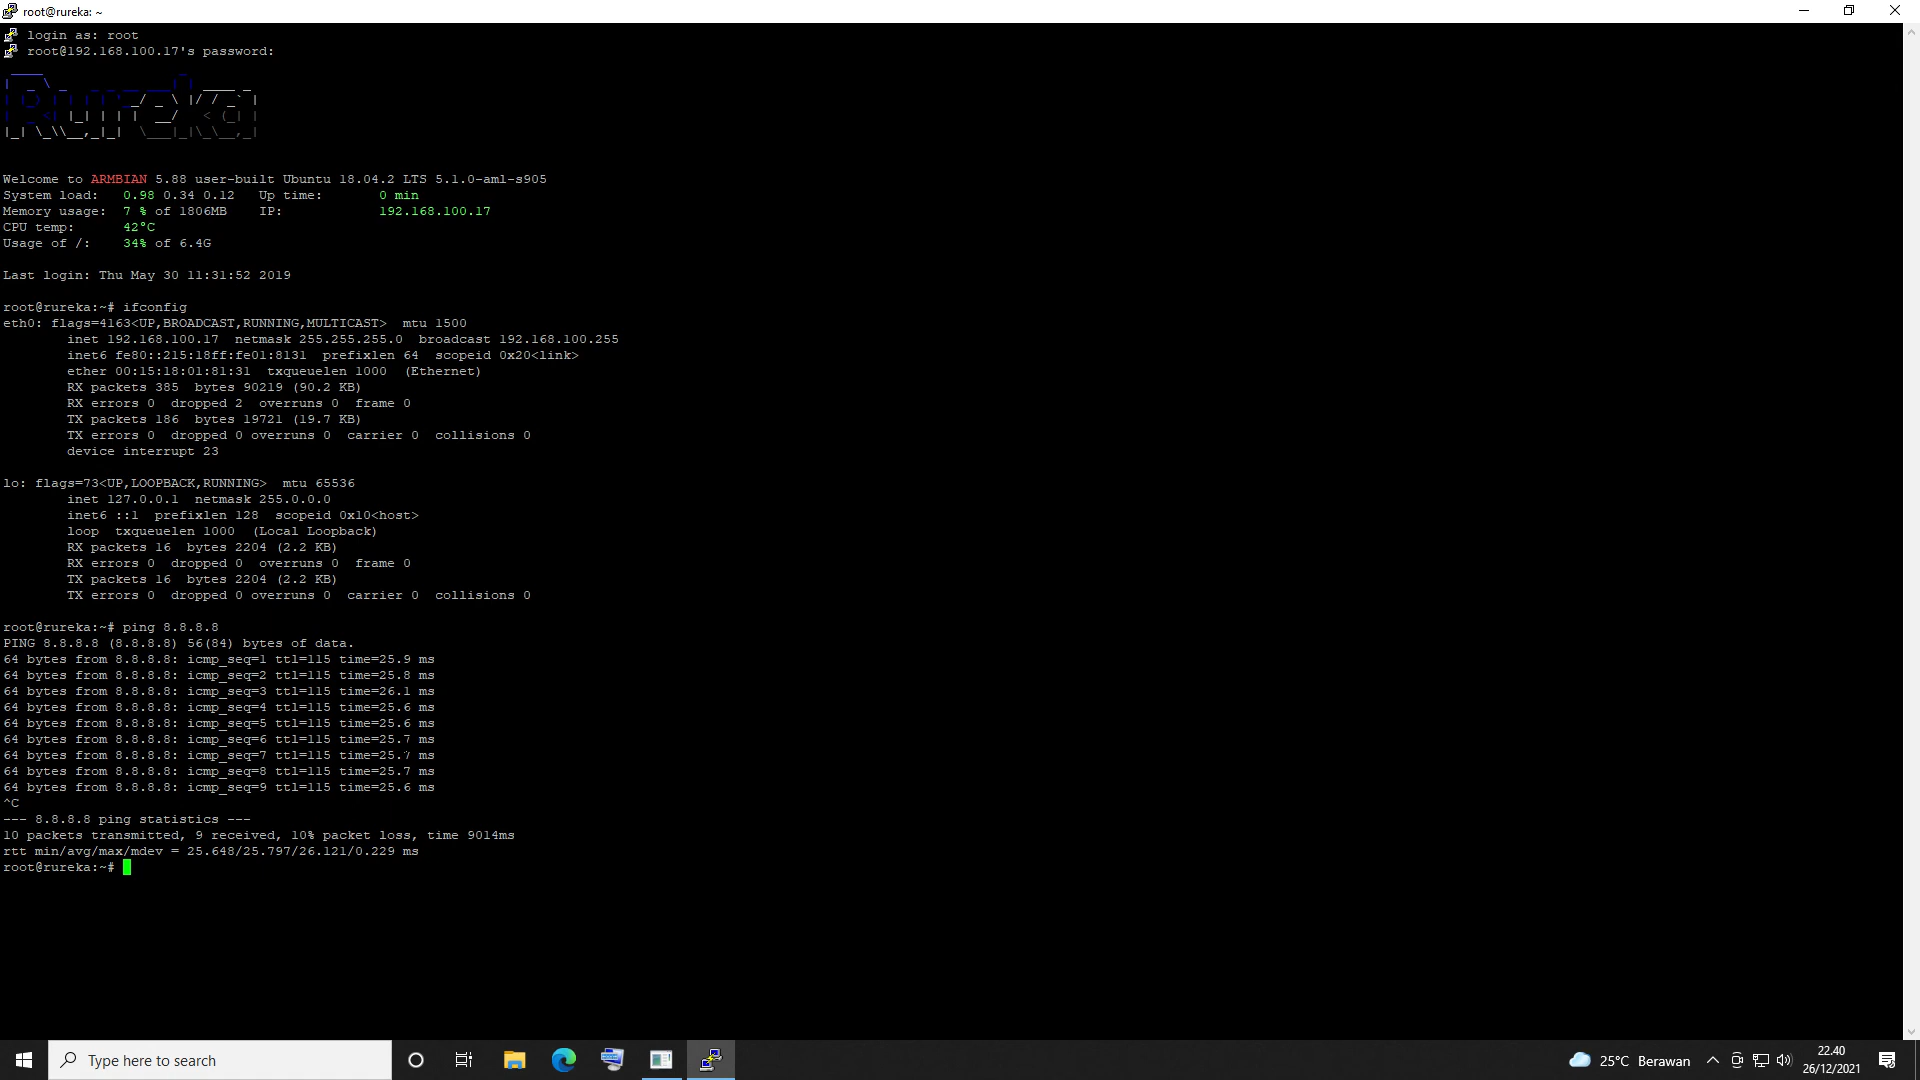 root@rureka: ~
login as: root
root@192.168.100.17's password:
Rureka
Welcome to ARMBIAN 5.88 user-built Ubuntu 18.04.2 LTS 5.1.0-aml-s905
System load:   0.98 0.34 0.12   Up time:       0 min
Memory usage:  7 % of 1806MB    IP:            192.168.100.17
CPU temp:      42°C
Usage of /:    34% of 6.4G
Last login: Thu May 30 11:31:52 2019
root@rureka:~# ifconfig
eth0: flags=4163<UP,BROADCAST,RUNNING,MULTICAST>  mtu 1500
        inet 192.168.100.17  netmask 255.255.255.0  broadcast 192.168.100.255
        inet6 fe80::215:18ff:fe01:8131  prefixlen 64  scopeid 0x20<link>
        ether 00:15:18:01:81:31  txqueuelen 1000  (Ethernet)
        RX packets 385  bytes 90219 (90.2 KB)
        RX errors 0  dropped 2  overruns 0  frame 0
        TX packets 186  bytes 19721 (19.7 KB)
        TX errors 0  dropped 0 overruns 0  carrier 0  collisions 0
        device interrupt 23
lo: flags=73<UP,LOOPBACK,RUNNING>  mtu 65536
        inet 127.0.0.1  netmask 255.0.0.0
        inet6 ::1  prefixlen 128  scopeid 0x10<host>
        loop  txqueuelen 1000  (Local Loopback)
        RX packets 16  bytes 2204 (2.2 KB)
        RX errors 0  dropped 0  overruns 0  frame 0
        TX packets 16  bytes 2204 (2.2 KB)
        TX errors 0  dropped 0 overruns 0  carrier 0  collisions 0
root@rureka:~# ping 8.8.8.8
PING 8.8.8.8 (8.8.8.8) 56(84) bytes of data.
64 bytes from 8.8.8.8: icmp_seq=1 ttl=115 time=25.9 ms
64 bytes from 8.8.8.8: icmp_seq=2 ttl=115 time=25.8 ms
64 bytes from 8.8.8.8: icmp_seq=3 ttl=115 time=26.1 ms
64 bytes from 8.8.8.8: icmp_seq=4 ttl=115 time=25.6 ms
64 bytes from 8.8.8.8: icmp_seq=5 ttl=115 time=25.6 ms
64 bytes from 8.8.8.8: icmp_seq=6 ttl=115 time=25.7 ms
64 bytes from 8.8.8.8: icmp_seq=7 ttl=115 time=25.7 ms
64 bytes from 8.8.8.8: icmp_seq=8 ttl=115 time=25.7 ms
64 bytes from 8.8.8.8: icmp_seq=9 ttl=115 time=25.6 ms
^C
--- 8.8.8.8 ping statistics ---
10 packets transmitted, 9 received, 10% packet loss, time 9014ms
rtt min/avg/max/mdev = 25.648/25.797/26.121/0.229 ms
root@rureka:~#
Type here to search
25°C Berawan
22.40
26/12/2021